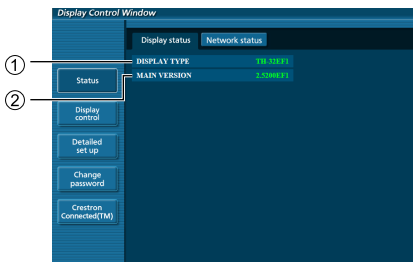 Display Control Window
Display status
Network status
① DISPLAY TYPE TH-32EF1
② MAIN VERSION 2.5200EF1
Status
Display
control
Detailed
set up
Change
password
Crestron
Connected(TM)